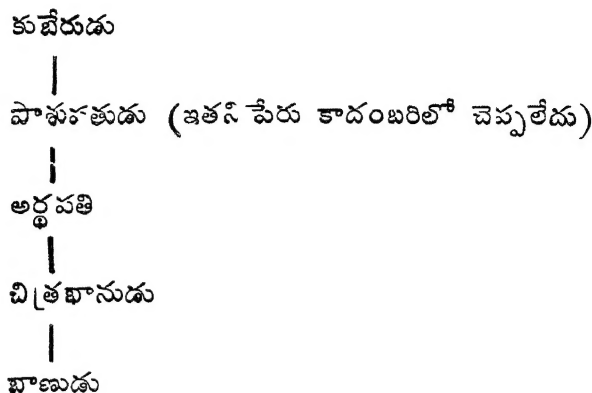 కుబేరుడు
పాశుపతుడు (ఇతని పేరు కాదంబరిలో చెప్పలేదు)
అర్థపతి
చిత్రభానుడు
బాణుడు